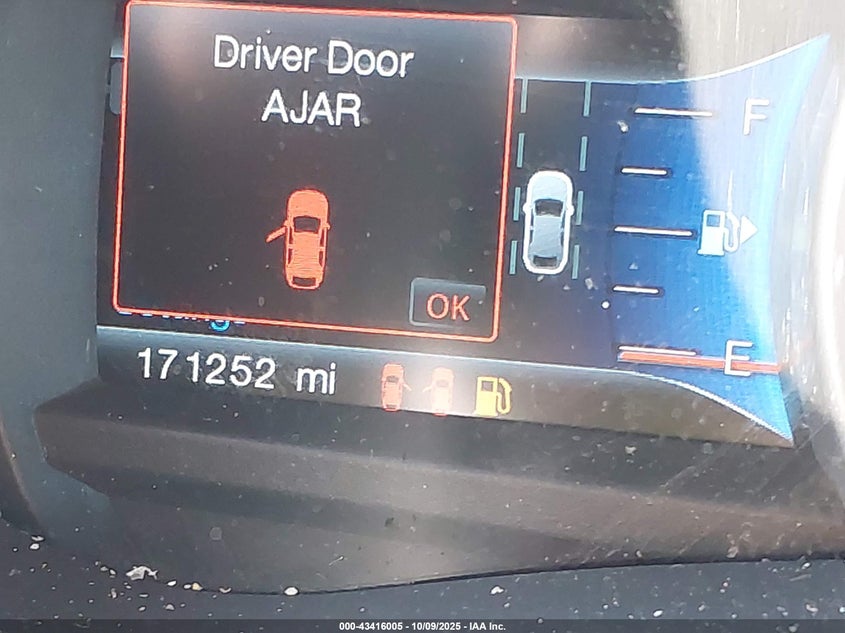 Driver Door
AJAR
OK
F
E
171252 mi
000-43416005 - 10/09/2025 - IAA Inc.